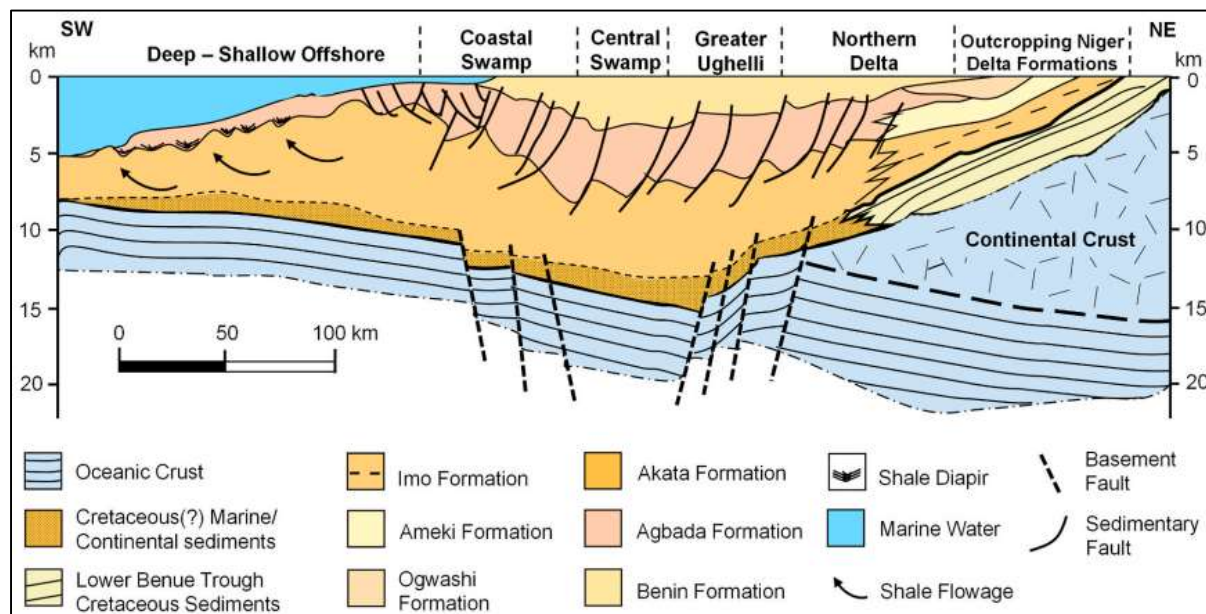 SW
NE
km
km
Deep – Shallow Offshore
Coastal
Swamp
Central
Swamp
Greater
Ughelli
Northern
Delta
Outcropping Niger
Delta Formations
0
0
5
5
10
10
15
15
20
20
Continental Crust
0 50 100 km
Oceanic Crust
Cretaceous(?) Marine/
Continental sediments
Lower Benue Trough
Cretaceous Sediments
Imo Formation
Ameki Formation
Ogwashi
Formation
Akata Formation
Agbada Formation
Benin Formation
Shale Diapir
Marine Water
Shale Flowage
Basement
Fault
Sedimentary
Fault